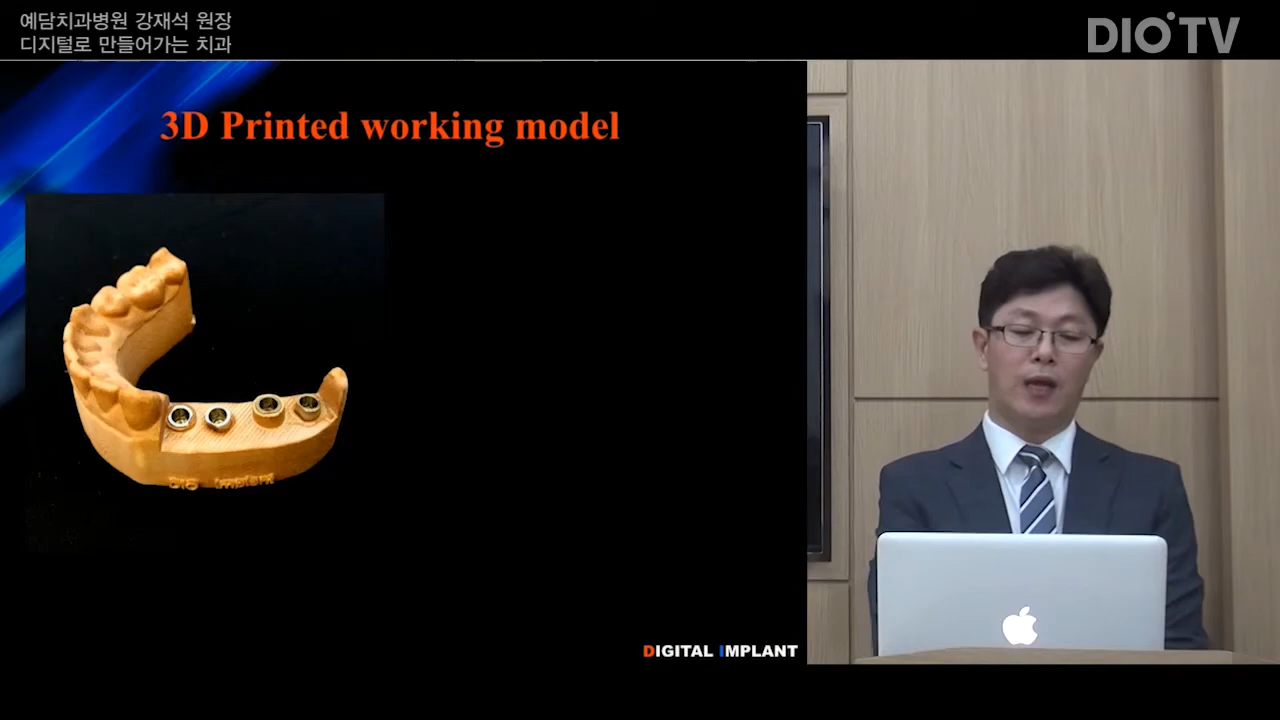 예담치과병원 강재석 원장
디지털로 만들어가는 치과
DIO TV
3D Printed working model
DIGITAL IMPLANT